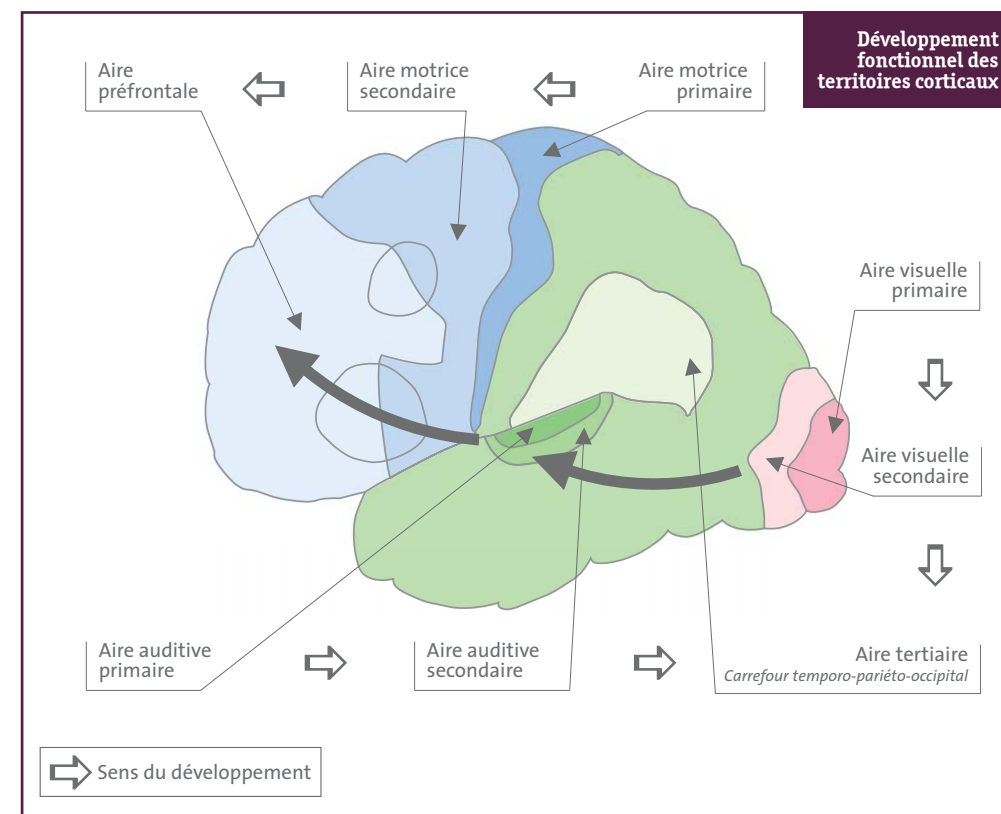 Développement
fonctionnel des
territoires corticaux
Aire
préfrontale
Aire motrice
secondaire
Aire motrice
primaire
Aire visuelle
primaire
Aire visuelle
secondaire
Aire auditive
primaire
Aire auditive
secondaire
Aire tertiaire
Carrefour temporo-pariéto-occipital
Sens du développement